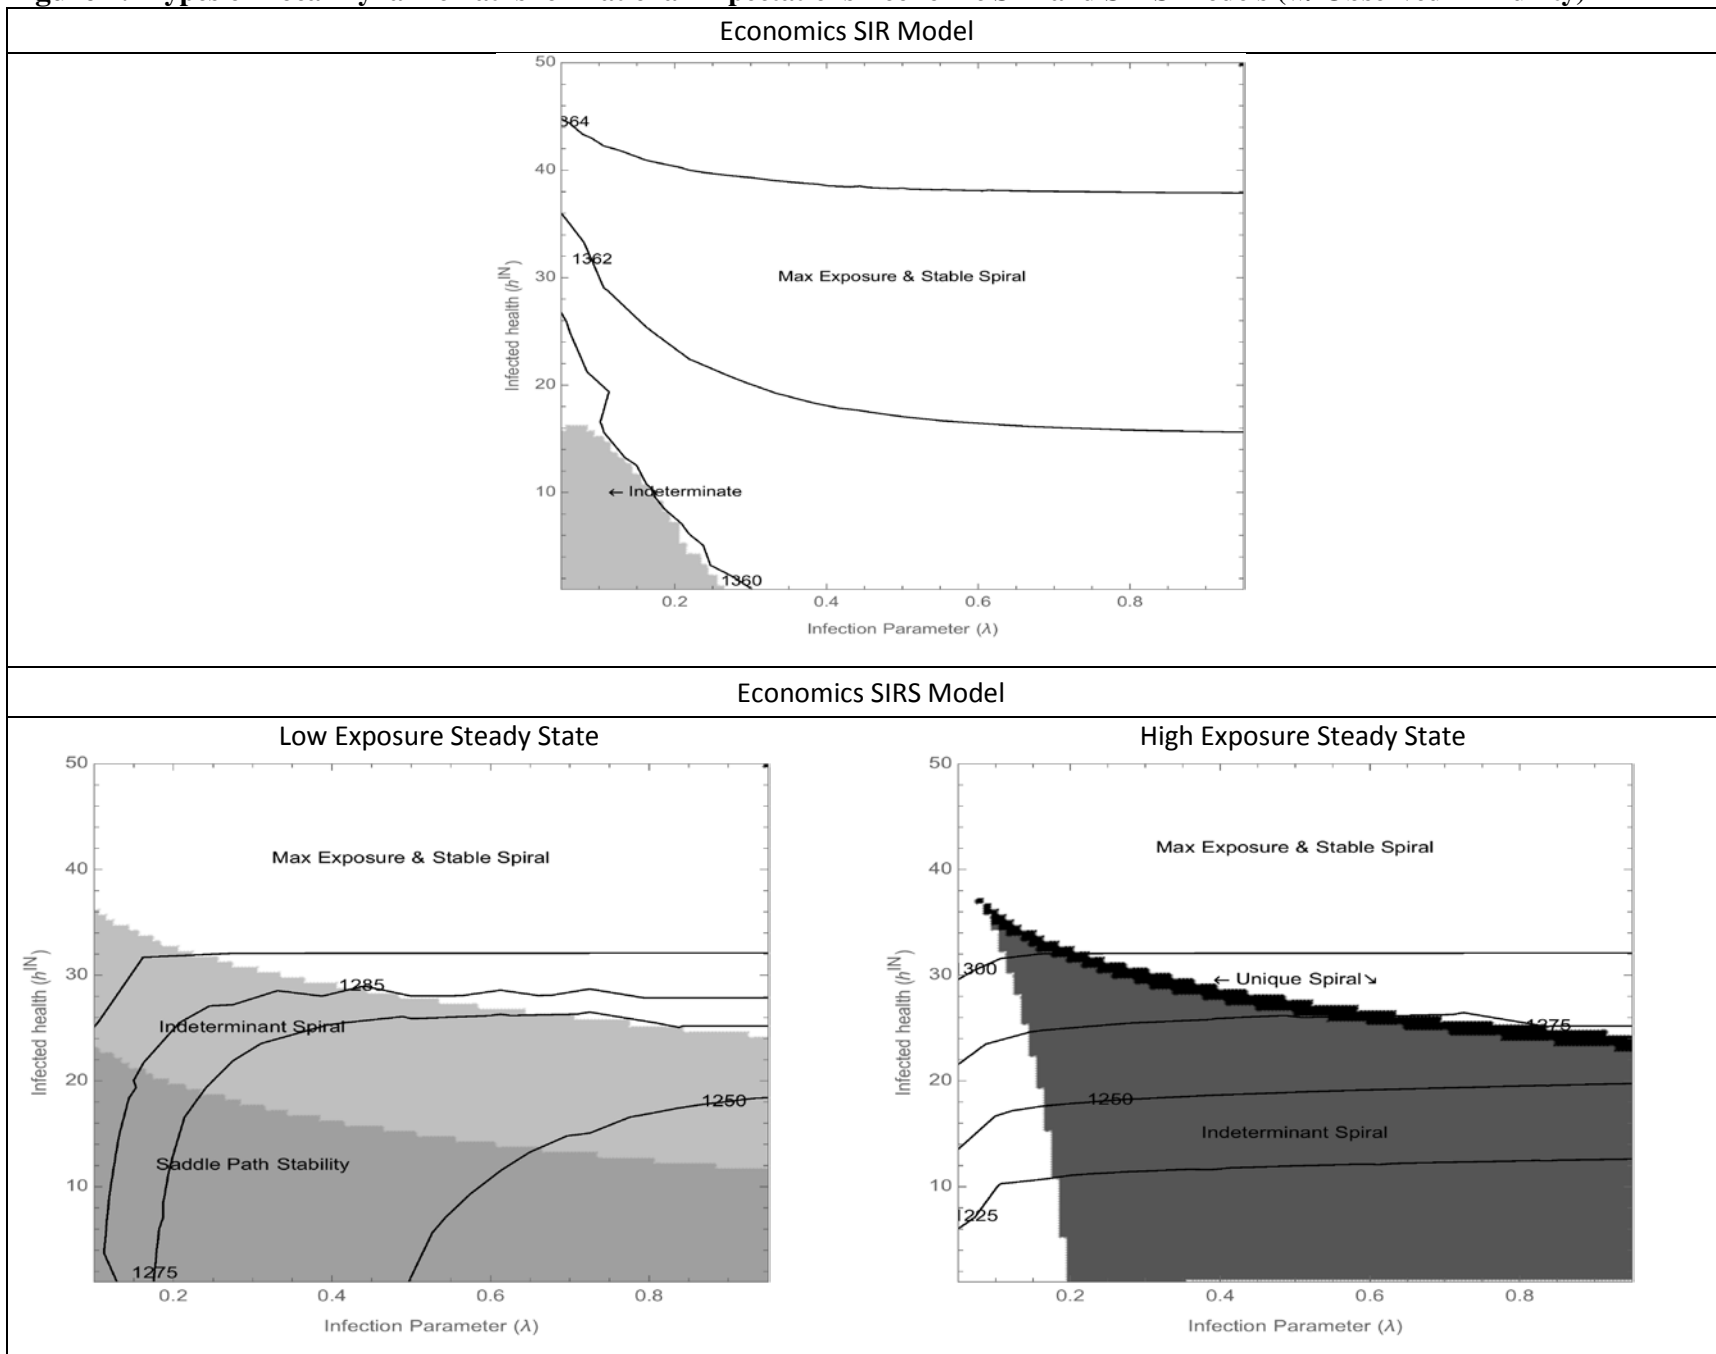 Economics SIR Model
50
40
30
20
10
0.2 0.4 0.6 0.8
Infected health (h^IN)
Infection Parameter (λ)
364
1362
Max Exposure & Stable Spiral
← Indeterminate
1360
Economics SIRS Model
Low Exposure Steady State
50
40
30
20
10
0.2 0.4 0.6 0.8
Infected health (h^IN)
Infection Parameter (λ)
Max Exposure & Stable Spiral
1285
Indeterminant Spiral
1250
Saddle Path Stability
1275
High Exposure Steady State
50
40
30
20
10
0.2 0.4 0.6 0.8
Infected health (h^IN)
Infection Parameter (λ)
Max Exposure & Stable Spiral
300
← Unique Spiral↘
1275
1250
Indeterminant Spiral
1225